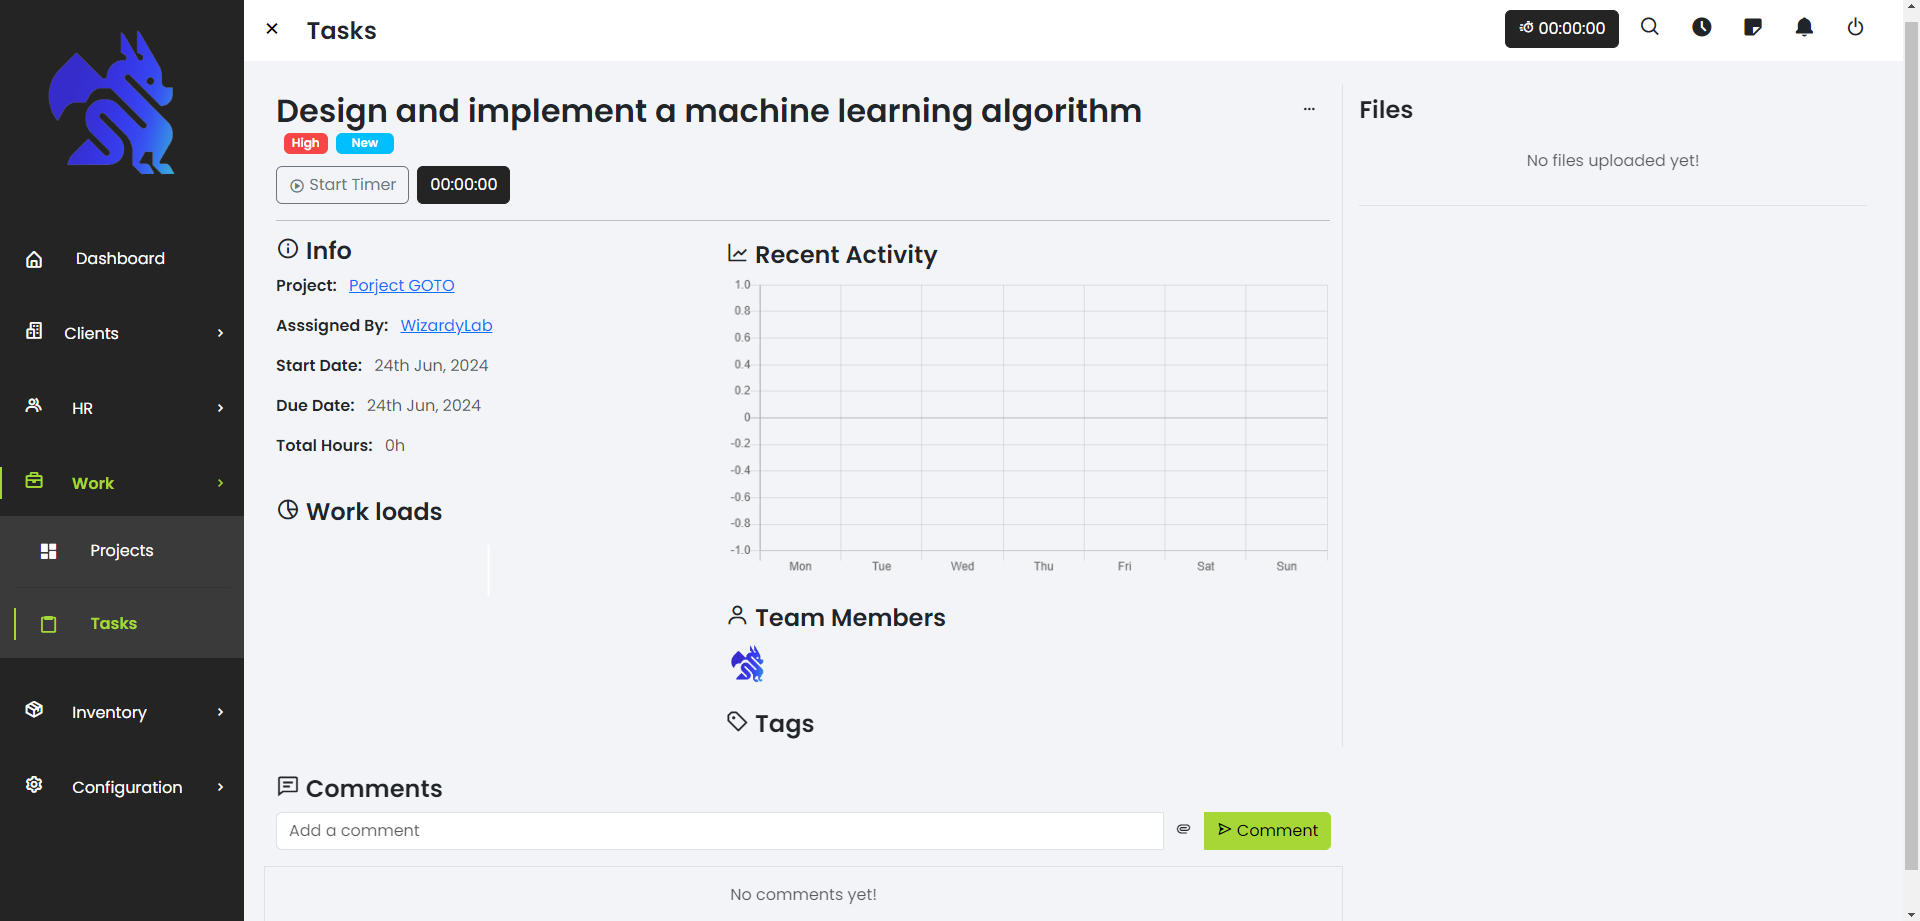 Tasks
00:00:00
Dashboard
Clients
HR
Work
Projects
Tasks
Inventory
Configuration
Design and implement a machine learning algorithm
High New
Start Timer 00:00:00
Info
Project: Porject GOTO
Asssigned By: WizardyLab
Start Date: 24th Jun, 2024
Due Date: 24th Jun, 2024
Total Hours: 0h
Work loads
Recent Activity
1.0
0.8
0.6
0.4
0.2
0
-0.2
-0.4
-0.6
-0.8
-1.0
Mon Tue Wed Thu Fri Sat Sun
Team Members
Tags
Comments
Add a comment
Comment
No comments yet!
Files
No files uploaded yet!